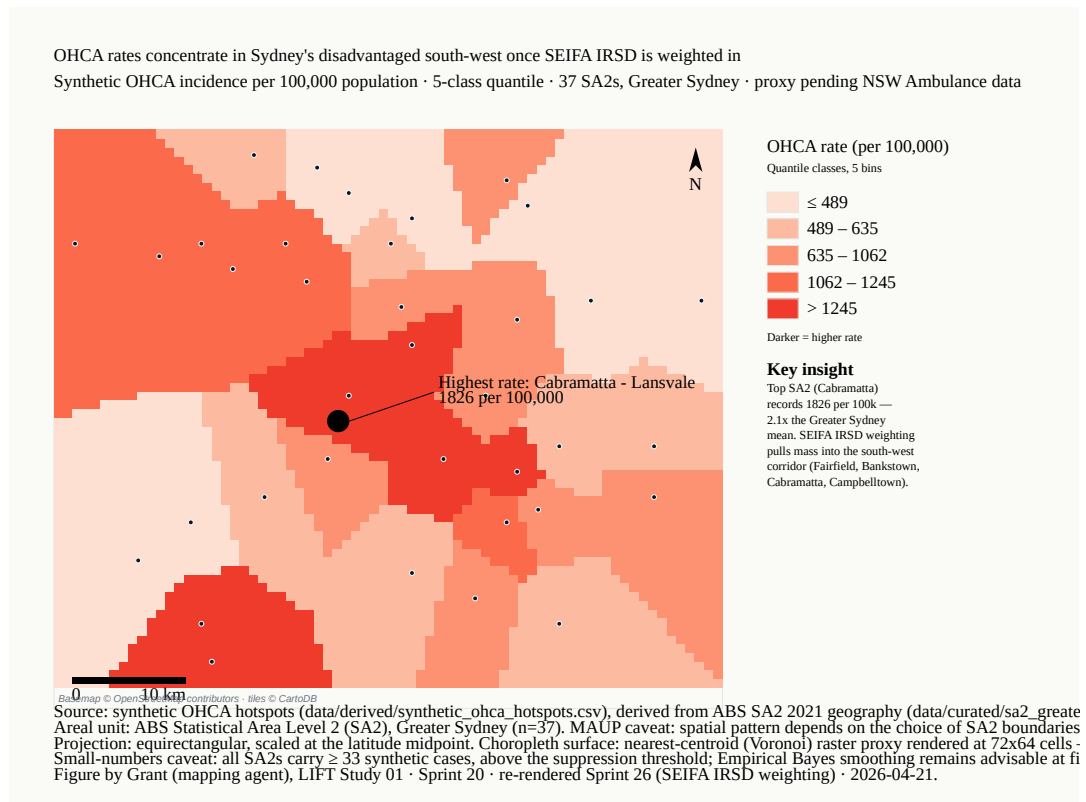 OHCA rates concentrate in Sydney's disadvantaged south-west once SEIFA IRSD is weighted in
Synthetic OHCA incidence per 100,000 population · 5-class quantile · 37 SA2s, Greater Sydney · proxy pending NSW Ambulance data
N
OHCA rate (per 100,000)
Quantile classes, 5 bins
≤ 489
489 – 635
635 – 1062
1062 – 1245
> 1245
Darker = higher rate
Key insight
Top SA2 (Cabramatta)
records 1826 per 100k —
2.1x the Greater Sydney
mean. SEIFA IRSD weighting
pulls mass into the south-west
corridor (Fairfield, Bankstown,
Cabramatta, Campbelltown).
Highest rate: Cabramatta - Lansvale
1826 per 100,000
0 10 km
Basemap © OpenStreetMap contributors · tiles © CartoDB
Source: synthetic OHCA hotspots (data/derived/synthetic_ohca_hotspots.csv), derived from ABS SA2 2021 geography (data/curated/sa2_greate
Areal unit: ABS Statistical Area Level 2 (SA2), Greater Sydney (n=37). MAUP caveat: spatial pattern depends on the choice of SA2 boundaries
Projection: equirectangular, scaled at the latitude midpoint. Choropleth surface: nearest-centroid (Voronoi) raster proxy rendered at 72x64 cells –
Small-numbers caveat: all SA2s carry ≥ 33 synthetic cases, above the suppression threshold; Empirical Bayes smoothing remains advisable at fi
Figure by Grant (mapping agent), LIFT Study 01 · Sprint 20 · re-rendered Sprint 26 (SEIFA IRSD weighting) · 2026-04-21.